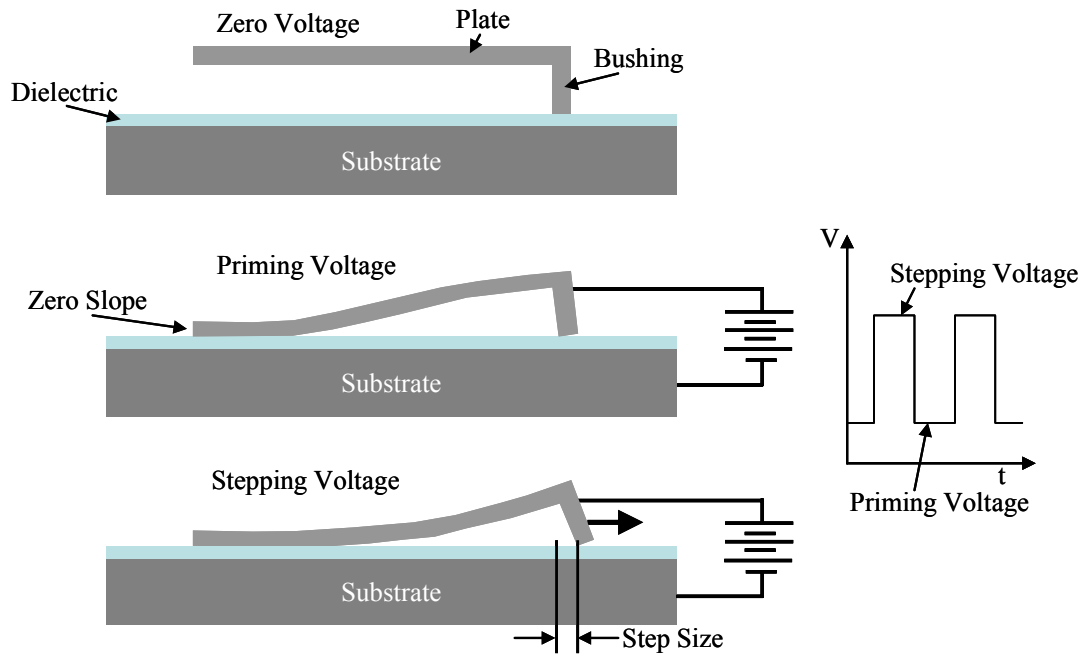 Zero Voltage
Plate
Bushing
Dielectric
Substrate
Priming Voltage
Zero Slope
Substrate
V
Stepping Voltage
t
Priming Voltage
Stepping Voltage
Substrate
Step Size